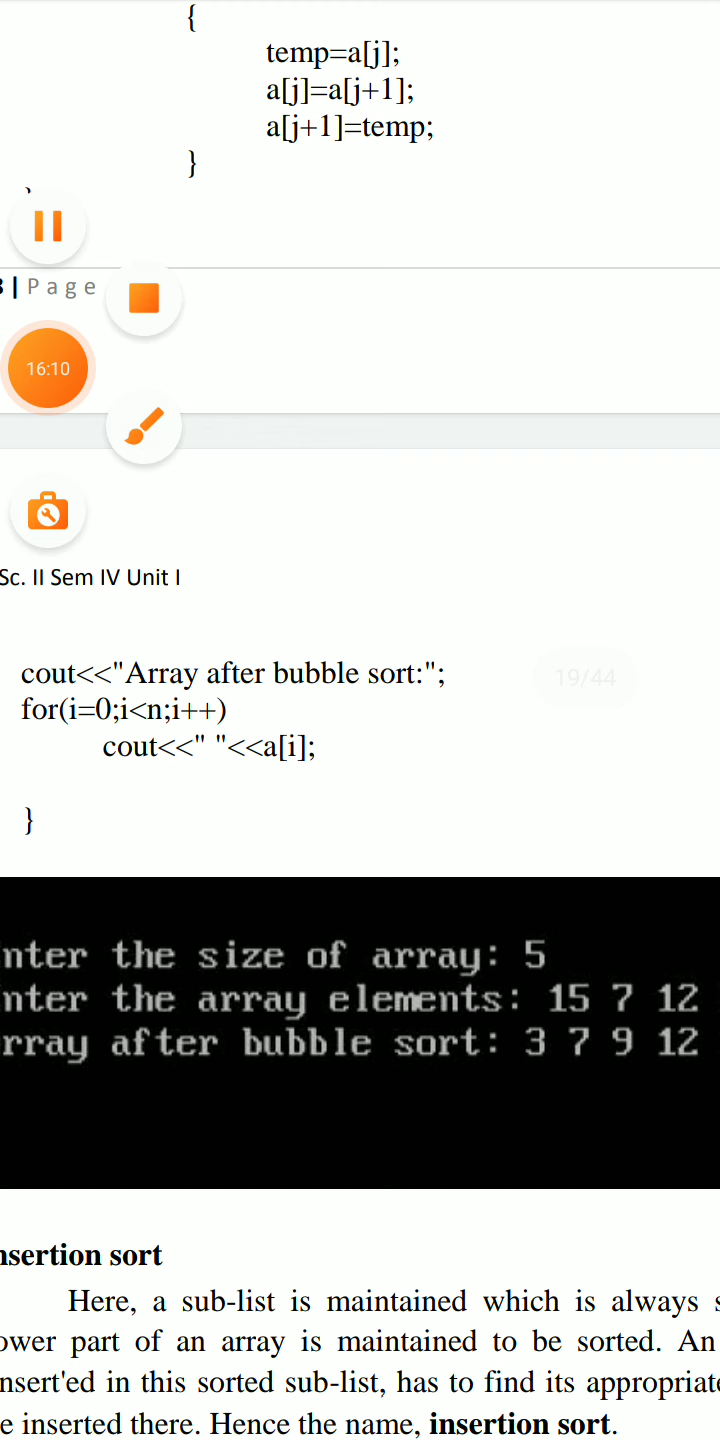 {
temp=a[j];
a[j]=a[j+1];
a[j+1]=temp;
}
| Page
16:10
Sc. II Sem IV Unit I
cout<<"Array after bubble sort:";
19/44
for(i=0;i<n;i++)
cout<<" "<<a[i];
}
nter the size of array: 5
nter the array elements: 15 7 12
rray after bubble sort: 3 7 9 12
nsertion sort
Here, a sub-list is maintained which is always s
ower part of an array is maintained to be sorted. An
nsert'ed in this sorted sub-list, has to find its appropriate
e inserted there. Hence the name, insertion sort.